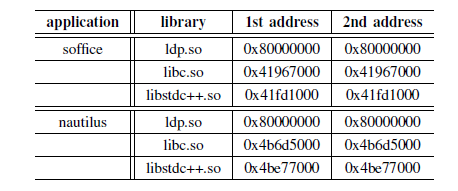 application library 1st address 2nd address
soffice ldp.so 0x80000000 0x80000000
libc.so 0x41967000 0x41967000
libstdc++.so 0x41fd1000 0x41fd1000
nautilus ldp.so 0x80000000 0x80000000
libc.so 0x4b6d5000 0x4b6d5000
libstdc++.so 0x4be77000 0x4be77000